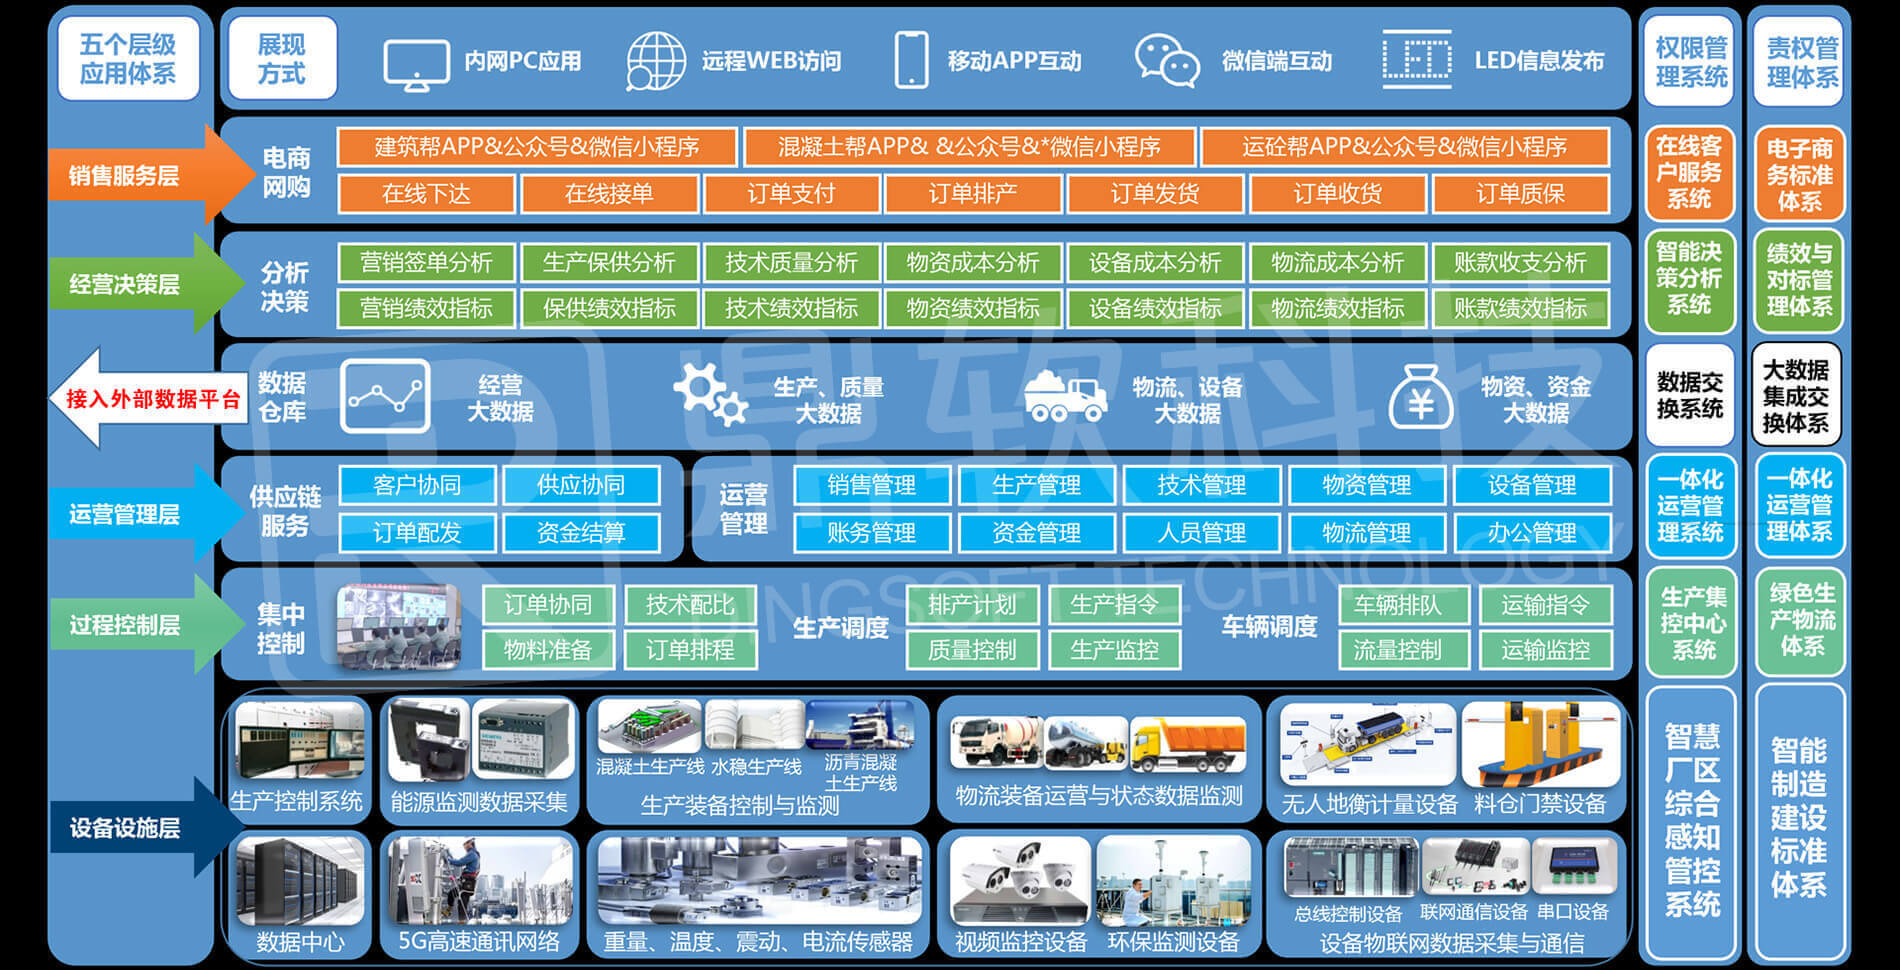 五个层级
应用体系
展现
方式
内网PC应用
远程WEB访问
移动APP互动
微信端互动
LED
LED信息发布
权限管
理系统
责权管
理体系
销售服务层
电商
网购
建筑帮APP&公众号&微信小程序
混凝土帮APP& &公众号&*微信小程序
运砼帮APP&公众号&微信小程序
在线下达
在线接单
订单支付
订单排产
订单发货
订单收货
订单质保
在线客
户服务
系统
电子商
务标准
体系
经营决策层
分析
决策
营销签单分析
生产保供分析
技术质量分析
物资成本分析
设备成本分析
物流成本分析
账款收支分析
营销绩效指标
保供绩效指标
技术绩效指标
物资绩效指标
设备绩效指标
物流绩效指标
账款绩效指标
智能决
策分析
系统
绩效与
对标管
理体系
接入外部数据平台
数据
仓库
经营
大数据
生产、质量
大数据
物流、设备
大数据
物资、资金
大数据
数据交
换系统
大数据
集成交
换体系
运营管理层
供应链
服务
客户协同
供应协同
订单配发
资金结算
运营
管理
销售管理
生产管理
技术管理
物资管理
设备管理
账务管理
资金管理
人员管理
物流管理
办公管理
一体化
运营管
理系统
一体化
运营管
理体系
过程控制层
集中
控制
订单协同
技术配比
物料准备
订单排程
生产调度
排产计划
生产指令
质量控制
生产监控
车辆调度
车辆排队
运输指令
流量控制
运输监控
生产集
控中心
系统
绿色生
产物流
体系
鼎软科技
DINGSOFT TECHNOLOGY
设备设施层
生产控制系统
能源监测数据采集
混凝土生产线
水稳生产线
沥青混凝
土生产线
生产装备控制与监测
物流装备运营与状态数据监测
无人地衡计量设备
料仓门禁设备
数据中心
5G高速通讯网络
重量、温度、震动、电流传感器
视频监控设备
环保监测设备
总线控制设备
联网通信设备
串口设备
设备物联网数据采集与通信
智慧
厂区
综合
感知
管控
系统
智能
制造
建设
标准
体系